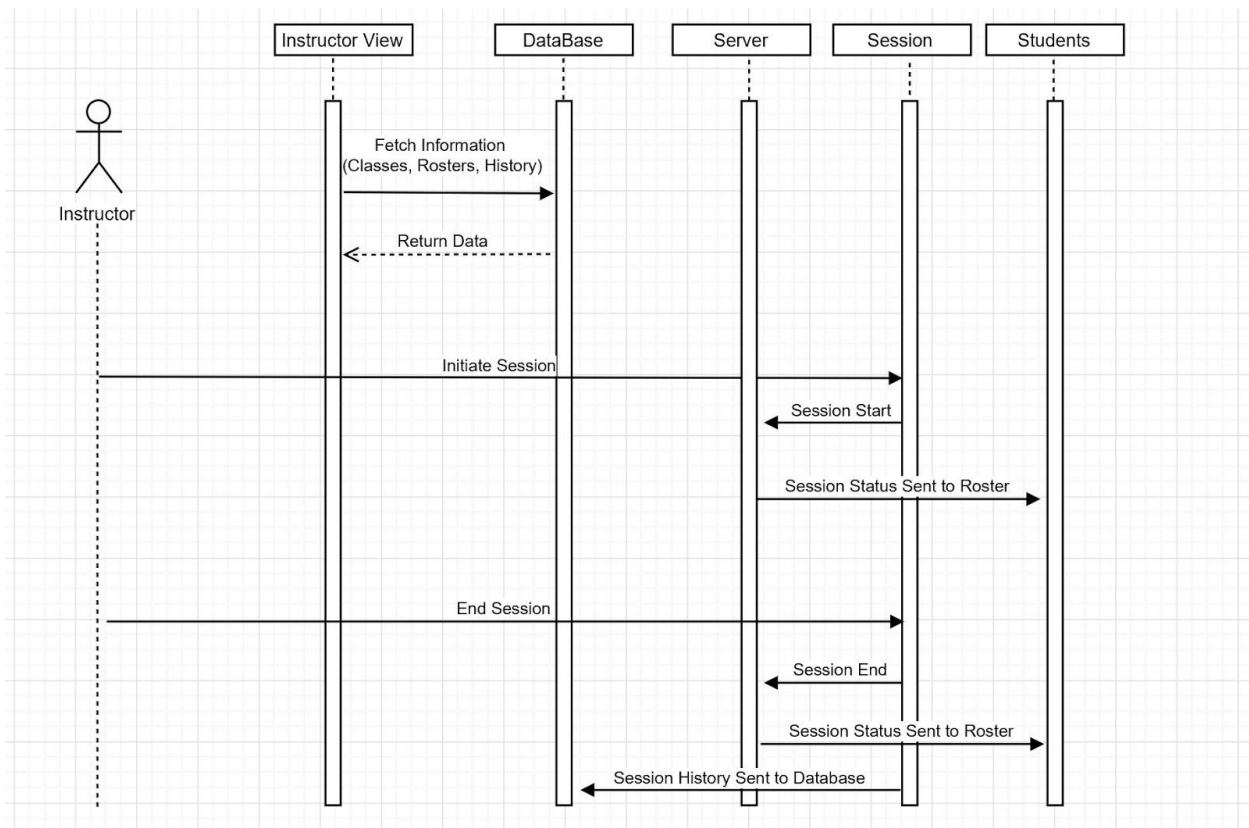 Instructor View
DataBase
Server
Session
Students
Fetch Information
(Classes, Rosters, History)
Instructor
Return Data
Initiate Session
Session Start
Session Status Sent to Roster
End Session
Session End
Session Status Sent to Roster
Session History Sent to Database